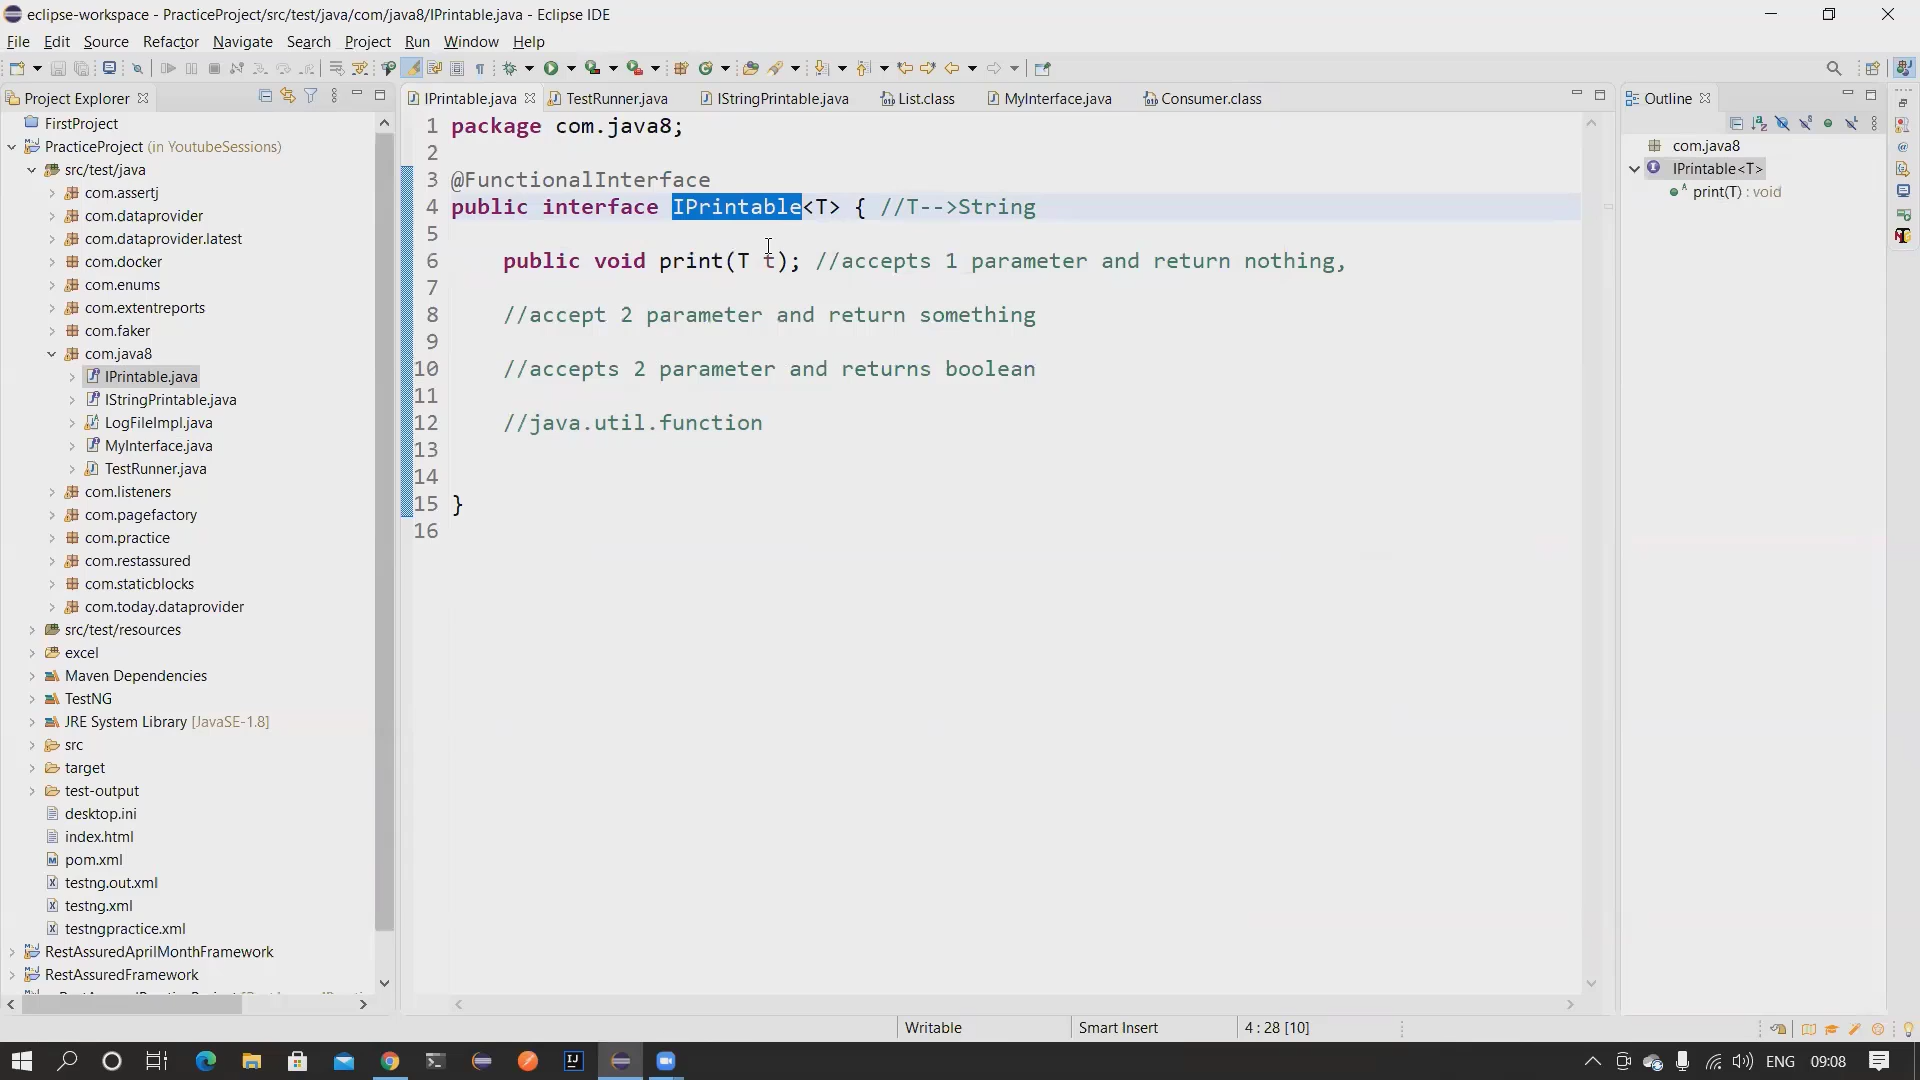 eclipse-workspace - PracticeProject/src/test/java/com/java8/IPrintable.java - Eclipse IDE
File Edit Source Refactor Navigate Search Project Run Window Help
Project Explorer
FirstProject
PracticeProject (in YoutubeSessions)
src/test/java
com.assertj
com.dataprovider
com.dataprovider.latest
com.docker
com.enums
com.extentreports
com.faker
com.java8
IPrintable.java
IStringPrintable.java
LogFileImpl.java
MyInterface.java
TestRunner.java
com.listeners
com.pagefactory
com.practice
com.restassured
com.staticblocks
com.today.dataprovider
src/test/resources
excel
Maven Dependencies
TestNG
JRE System Library [JavaSE-1.8]
src
target
test-output
desktop.ini
index.html
pom.xml
testng.out.xml
testng.xml
testngpractice.xml
RestAssuredAprilMonthFramework
RestAssuredFramework
IPrintable.java TestRunner.java IStringPrintable.java List.class MyInterface.java Consumer.class
1 package com.java8;
2
3 @FunctionalInterface
4 public interface IPrintable<T> { //T-->String
5
6 public void print(T t); //accepts 1 parameter and return nothing,
7
8 //accept 2 parameter and return something
9
10 //accepts 2 parameter and returns boolean
11
12 //java.util.function
13
14
15 }
16
Outline
com.java8
IPrintable<T>
print(T) : void
Writable Smart Insert 4 : 28 [10]
ENG 09:08